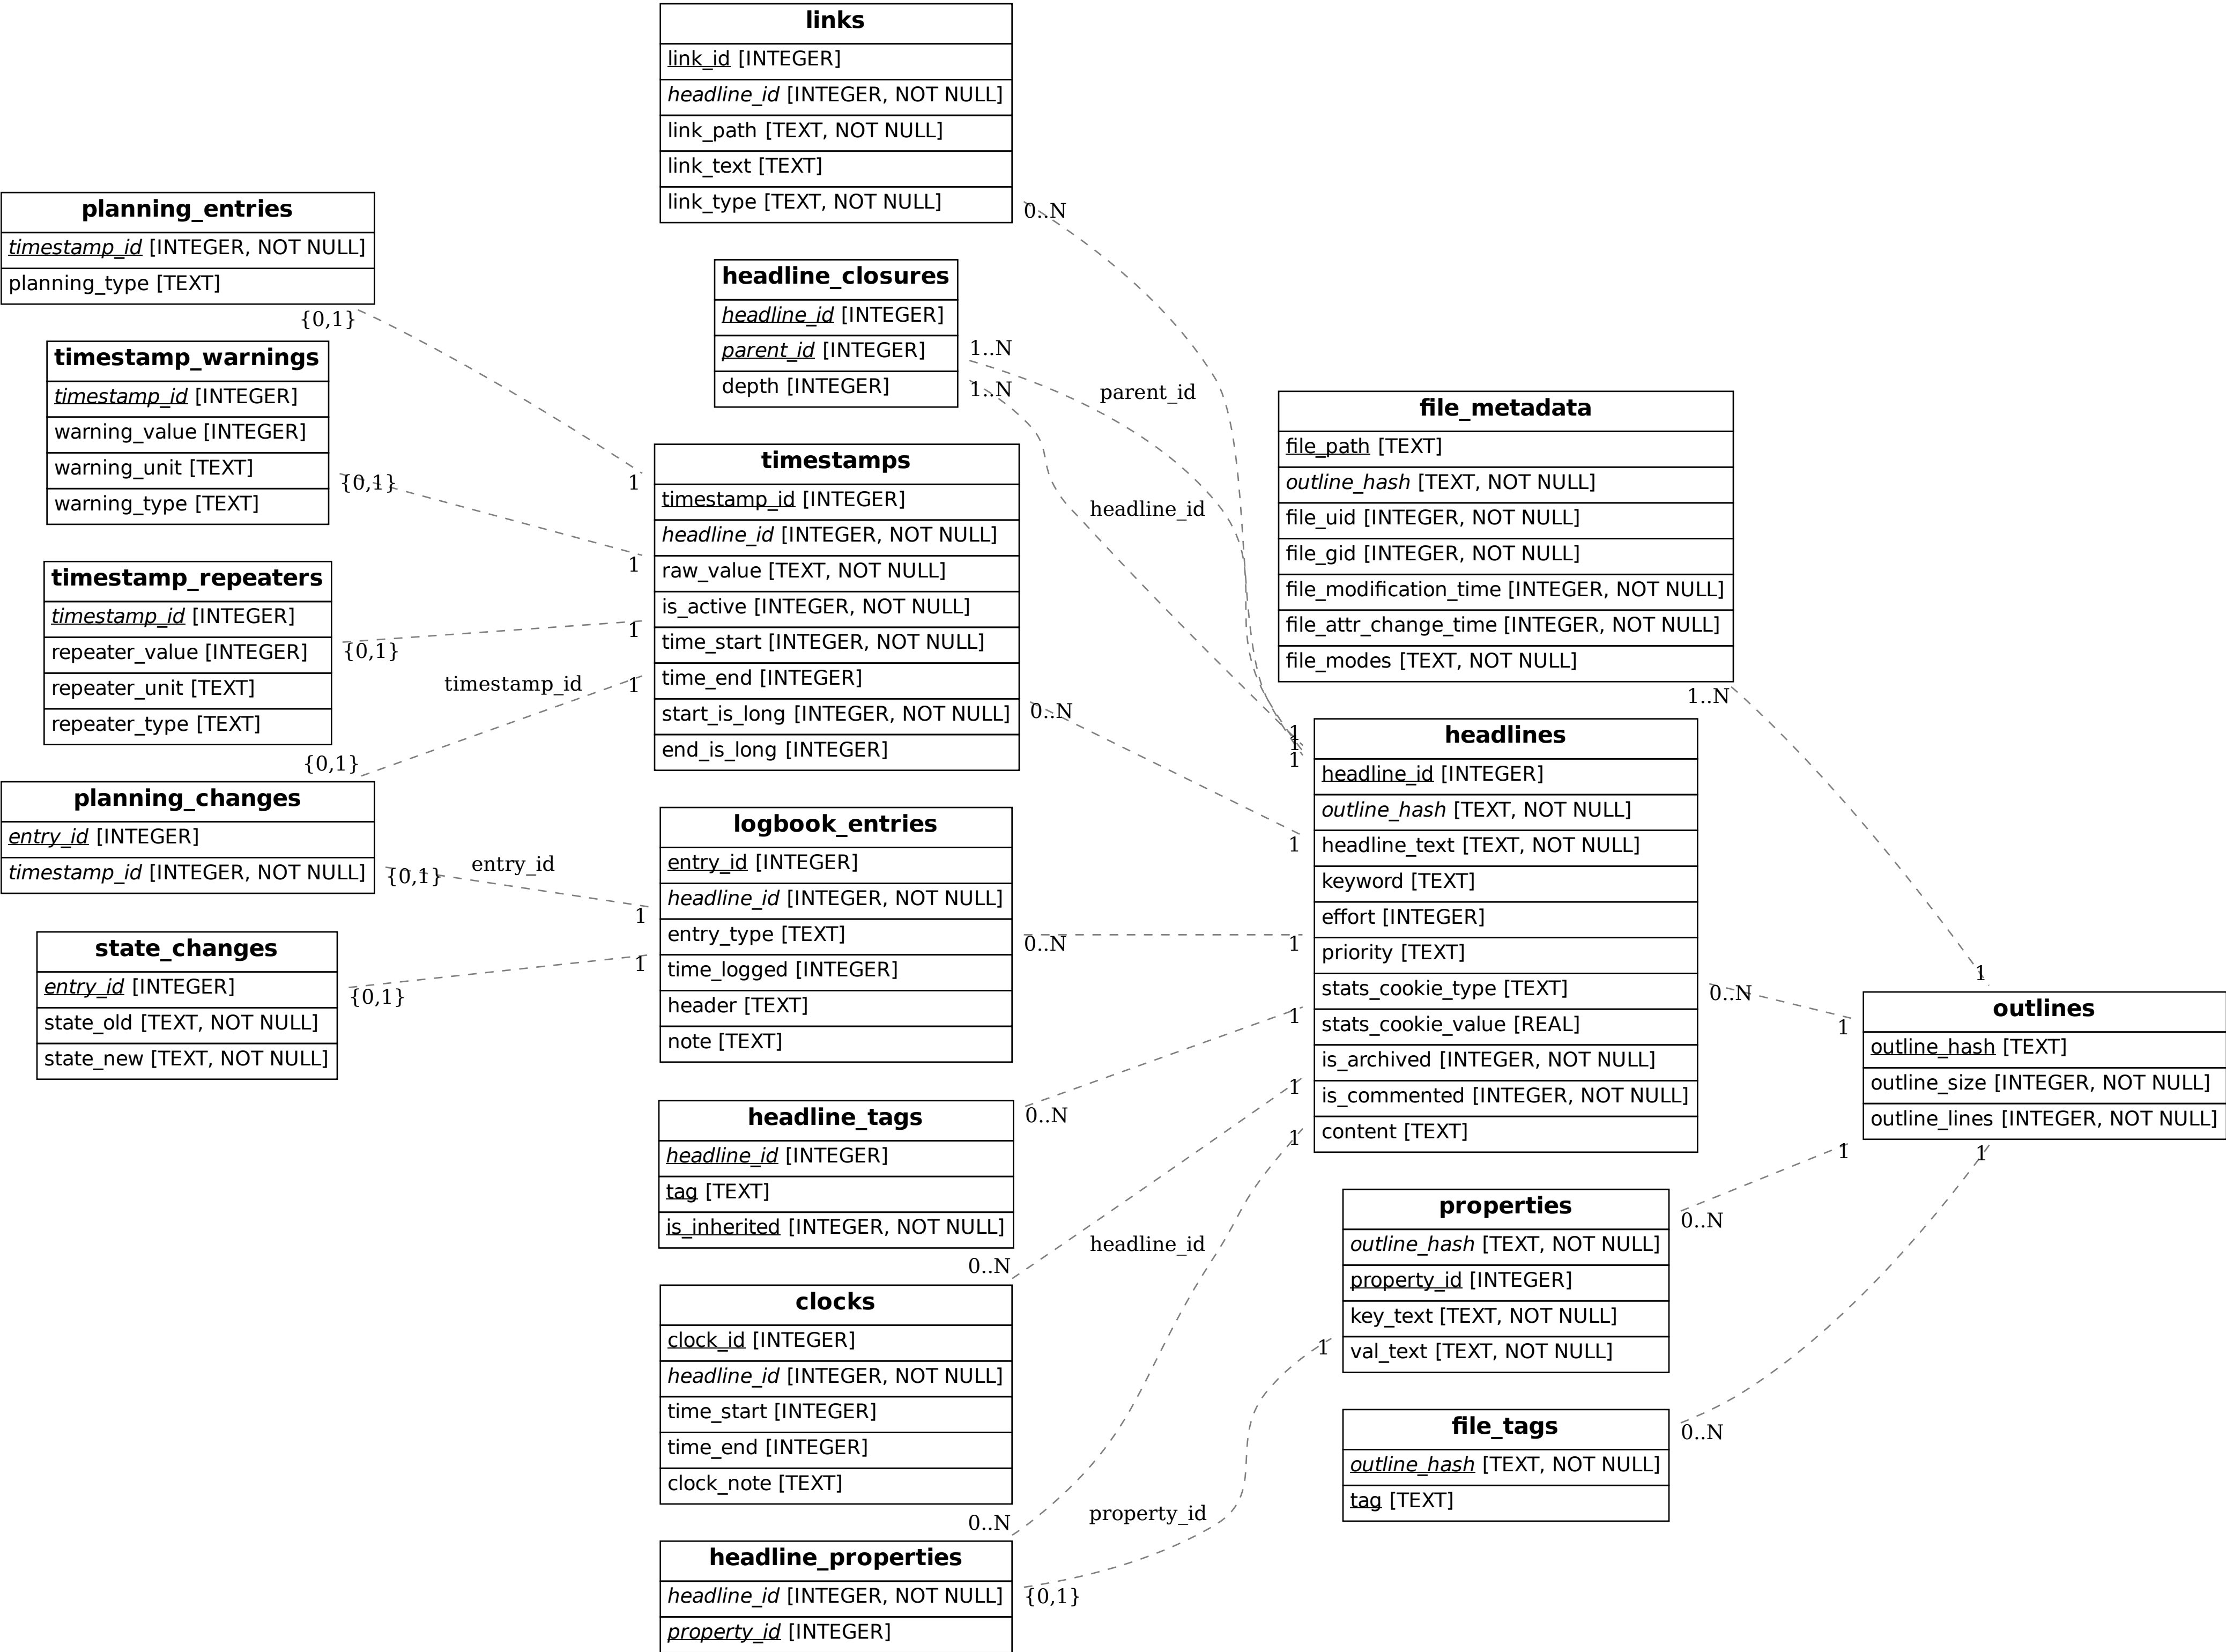 links
link_id [INTEGER]
headline_id [INTEGER, NOT NULL]
link_path [TEXT, NOT NULL]
link_text [TEXT]
link_type [TEXT, NOT NULL]
0..N
planning_entries
timestamp_id [INTEGER, NOT NULL]
planning_type [TEXT]
{0,1}
headline_closures
headline_id [INTEGER]
parent_id [INTEGER]
depth [INTEGER]
1..N
1..N
parent_id
headline_id
timestamp_warnings
timestamp_id [INTEGER]
warning_value [INTEGER]
warning_unit [TEXT]
warning_type [TEXT]
{0,1}
timestamps
timestamp_id [INTEGER]
headline_id [INTEGER, NOT NULL]
raw_value [TEXT, NOT NULL]
is_active [INTEGER, NOT NULL]
time_start [INTEGER, NOT NULL]
time_end [INTEGER]
start_is_long [INTEGER, NOT NULL]
end_is_long [INTEGER]
1
1
1
1
0..N
file_metadata
file_path [TEXT]
outline_hash [TEXT, NOT NULL]
file_uid [INTEGER, NOT NULL]
file_gid [INTEGER, NOT NULL]
file_modification_time [INTEGER, NOT NULL]
file_attr_change_time [INTEGER, NOT NULL]
file_modes [TEXT, NOT NULL]
1..N
timestamp_repeaters
timestamp_id [INTEGER]
repeater_value [INTEGER]
repeater_unit [TEXT]
repeater_type [TEXT]
{0,1}
timestamp_id
{0,1}
planning_changes
entry_id [INTEGER]
timestamp_id [INTEGER, NOT NULL]
{0,1}
entry_id
state_changes
entry_id [INTEGER]
state_old [TEXT, NOT NULL]
state_new [TEXT, NOT NULL]
{0,1}
logbook_entries
entry_id [INTEGER]
headline_id [INTEGER, NOT NULL]
entry_type [TEXT]
time_logged [INTEGER]
header [TEXT]
note [TEXT]
1
1
0..N
headlines
headline_id [INTEGER]
outline_hash [TEXT, NOT NULL]
headline_text [TEXT, NOT NULL]
keyword [TEXT]
effort [INTEGER]
priority [TEXT]
stats_cookie_type [TEXT]
stats_cookie_value [REAL]
is_archived [INTEGER, NOT NULL]
is_commented [INTEGER, NOT NULL]
content [TEXT]
1
1
1
1
1
1
1
1
0..N
outlines
outline_hash [TEXT]
outline_size [INTEGER, NOT NULL]
outline_lines [INTEGER, NOT NULL]
1
1
1
1
headline_tags
headline_id [INTEGER]
tag [TEXT]
is_inherited [INTEGER, NOT NULL]
0..N
headline_id
0..N
clocks
clock_id [INTEGER]
headline_id [INTEGER, NOT NULL]
time_start [INTEGER]
time_end [INTEGER]
clock_note [TEXT]
properties
outline_hash [TEXT, NOT NULL]
property_id [INTEGER]
key_text [TEXT, NOT NULL]
val_text [TEXT, NOT NULL]
0..N
1
file_tags
outline_hash [TEXT, NOT NULL]
tag [TEXT]
0..N
0..N
property_id
headline_properties
headline_id [INTEGER, NOT NULL]
property_id [INTEGER]
{0,1}